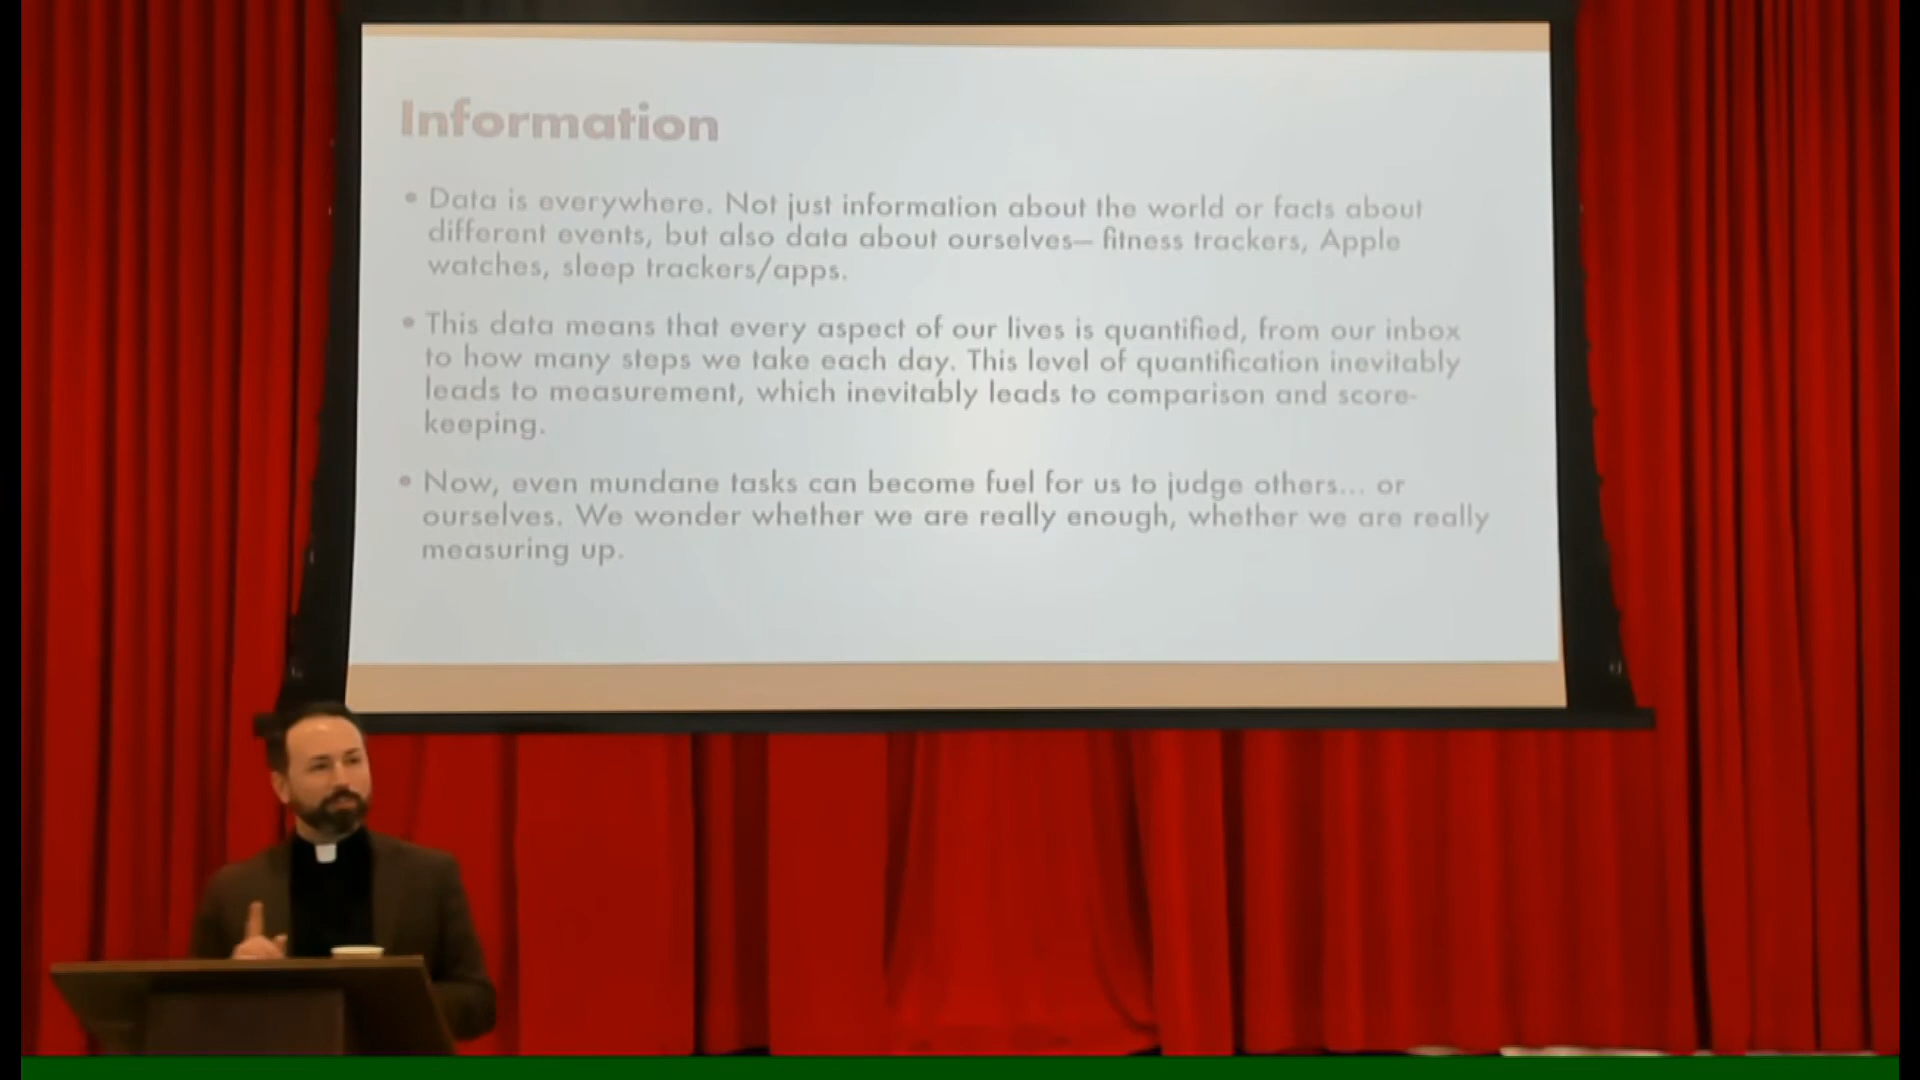 Information
• Data is everywhere. Not just information about the world or facts about
different events, but also data about ourselves— fitness trackers, Apple
watches, sleep trackers/apps.
• This data means that every aspect of our lives is quantified, from our inbox
to how many steps we take each day. This level of quantification inevitably
leads to measurement, which inevitably leads to comparison and score-
keeping.
• Now, even mundane tasks can become fuel for us to judge others... or
ourselves. We wonder whether we are really enough, whether we are really
measuring up.